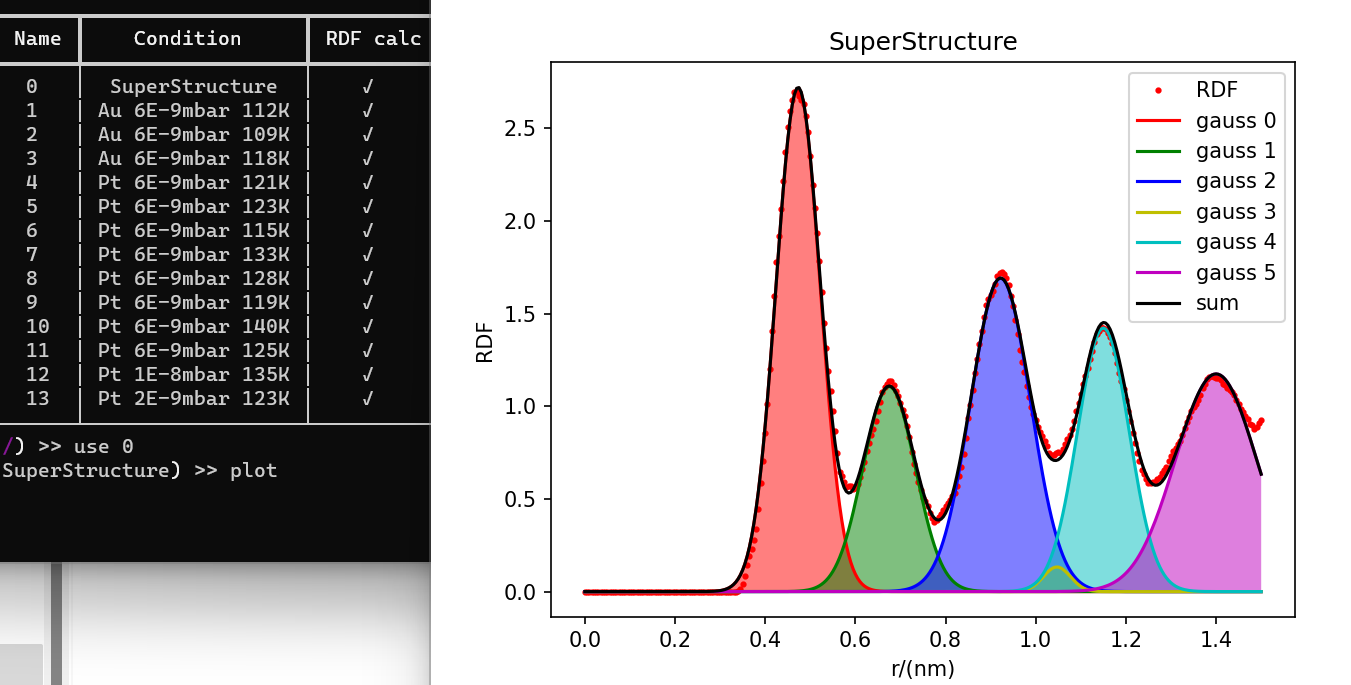 Name Condition RDF calc
0 SuperStructure ✓
1 Au 6E-9mbar 112K ✓
2 Au 6E-9mbar 109K ✓
3 Au 6E-9mbar 118K ✓
4 Pt 6E-9mbar 121K ✓
5 Pt 6E-9mbar 123K ✓
6 Pt 6E-9mbar 115K ✓
7 Pt 6E-9mbar 133K ✓
8 Pt 6E-9mbar 128K ✓
9 Pt 6E-9mbar 119K ✓
10 Pt 6E-9mbar 140K ✓
11 Pt 6E-9mbar 125K ✓
12 Pt 1E-8mbar 135K ✓
13 Pt 2E-9mbar 123K ✓
/) >> use 0
SuperStructure) >> plot
SuperStructure
RDF
gauss 0
gauss 1
gauss 2
gauss 3
gauss 4
gauss 5
sum
RDF
2.5
2.0
1.5
1.0
0.5
0.0
0.0 0.2 0.4 0.6 0.8 1.0 1.2 1.4
r/(nm)